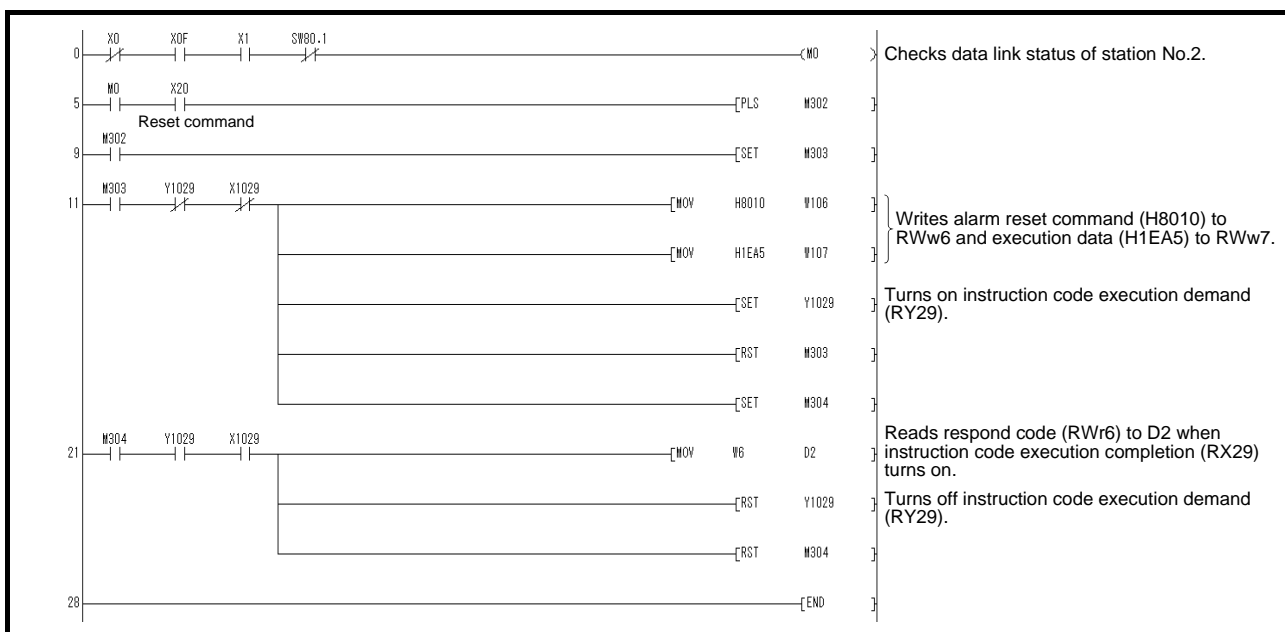 X0 X0F X1 SW80.1
0 (M0 ) Checks data link status of station No.2.
M0 X20
5 [PLS M302 ]
Reset command
M302
9 [SET M303 ]
M303 Y1029 X1029
11 [MOV H8010 W106 ]
Writes alarm reset command (H8010) to
RWw6 and execution data (H1EA5) to RWw7.
[MOV H1EA5 W107 ]
Turns on instruction code execution demand
[SET Y1029 ]
(RY29).
[RST M303 ]
[SET M304 ]
Reads respond code (RWr6) to D2 when
M304 Y1029 X1029
21 [MOV W6 D2 ] instruction code execution completion (RX29)
turns on.
Turns off instruction code execution demand
[RST Y1029 ]
(RY29).
[RST M304 ]
28 [END ]